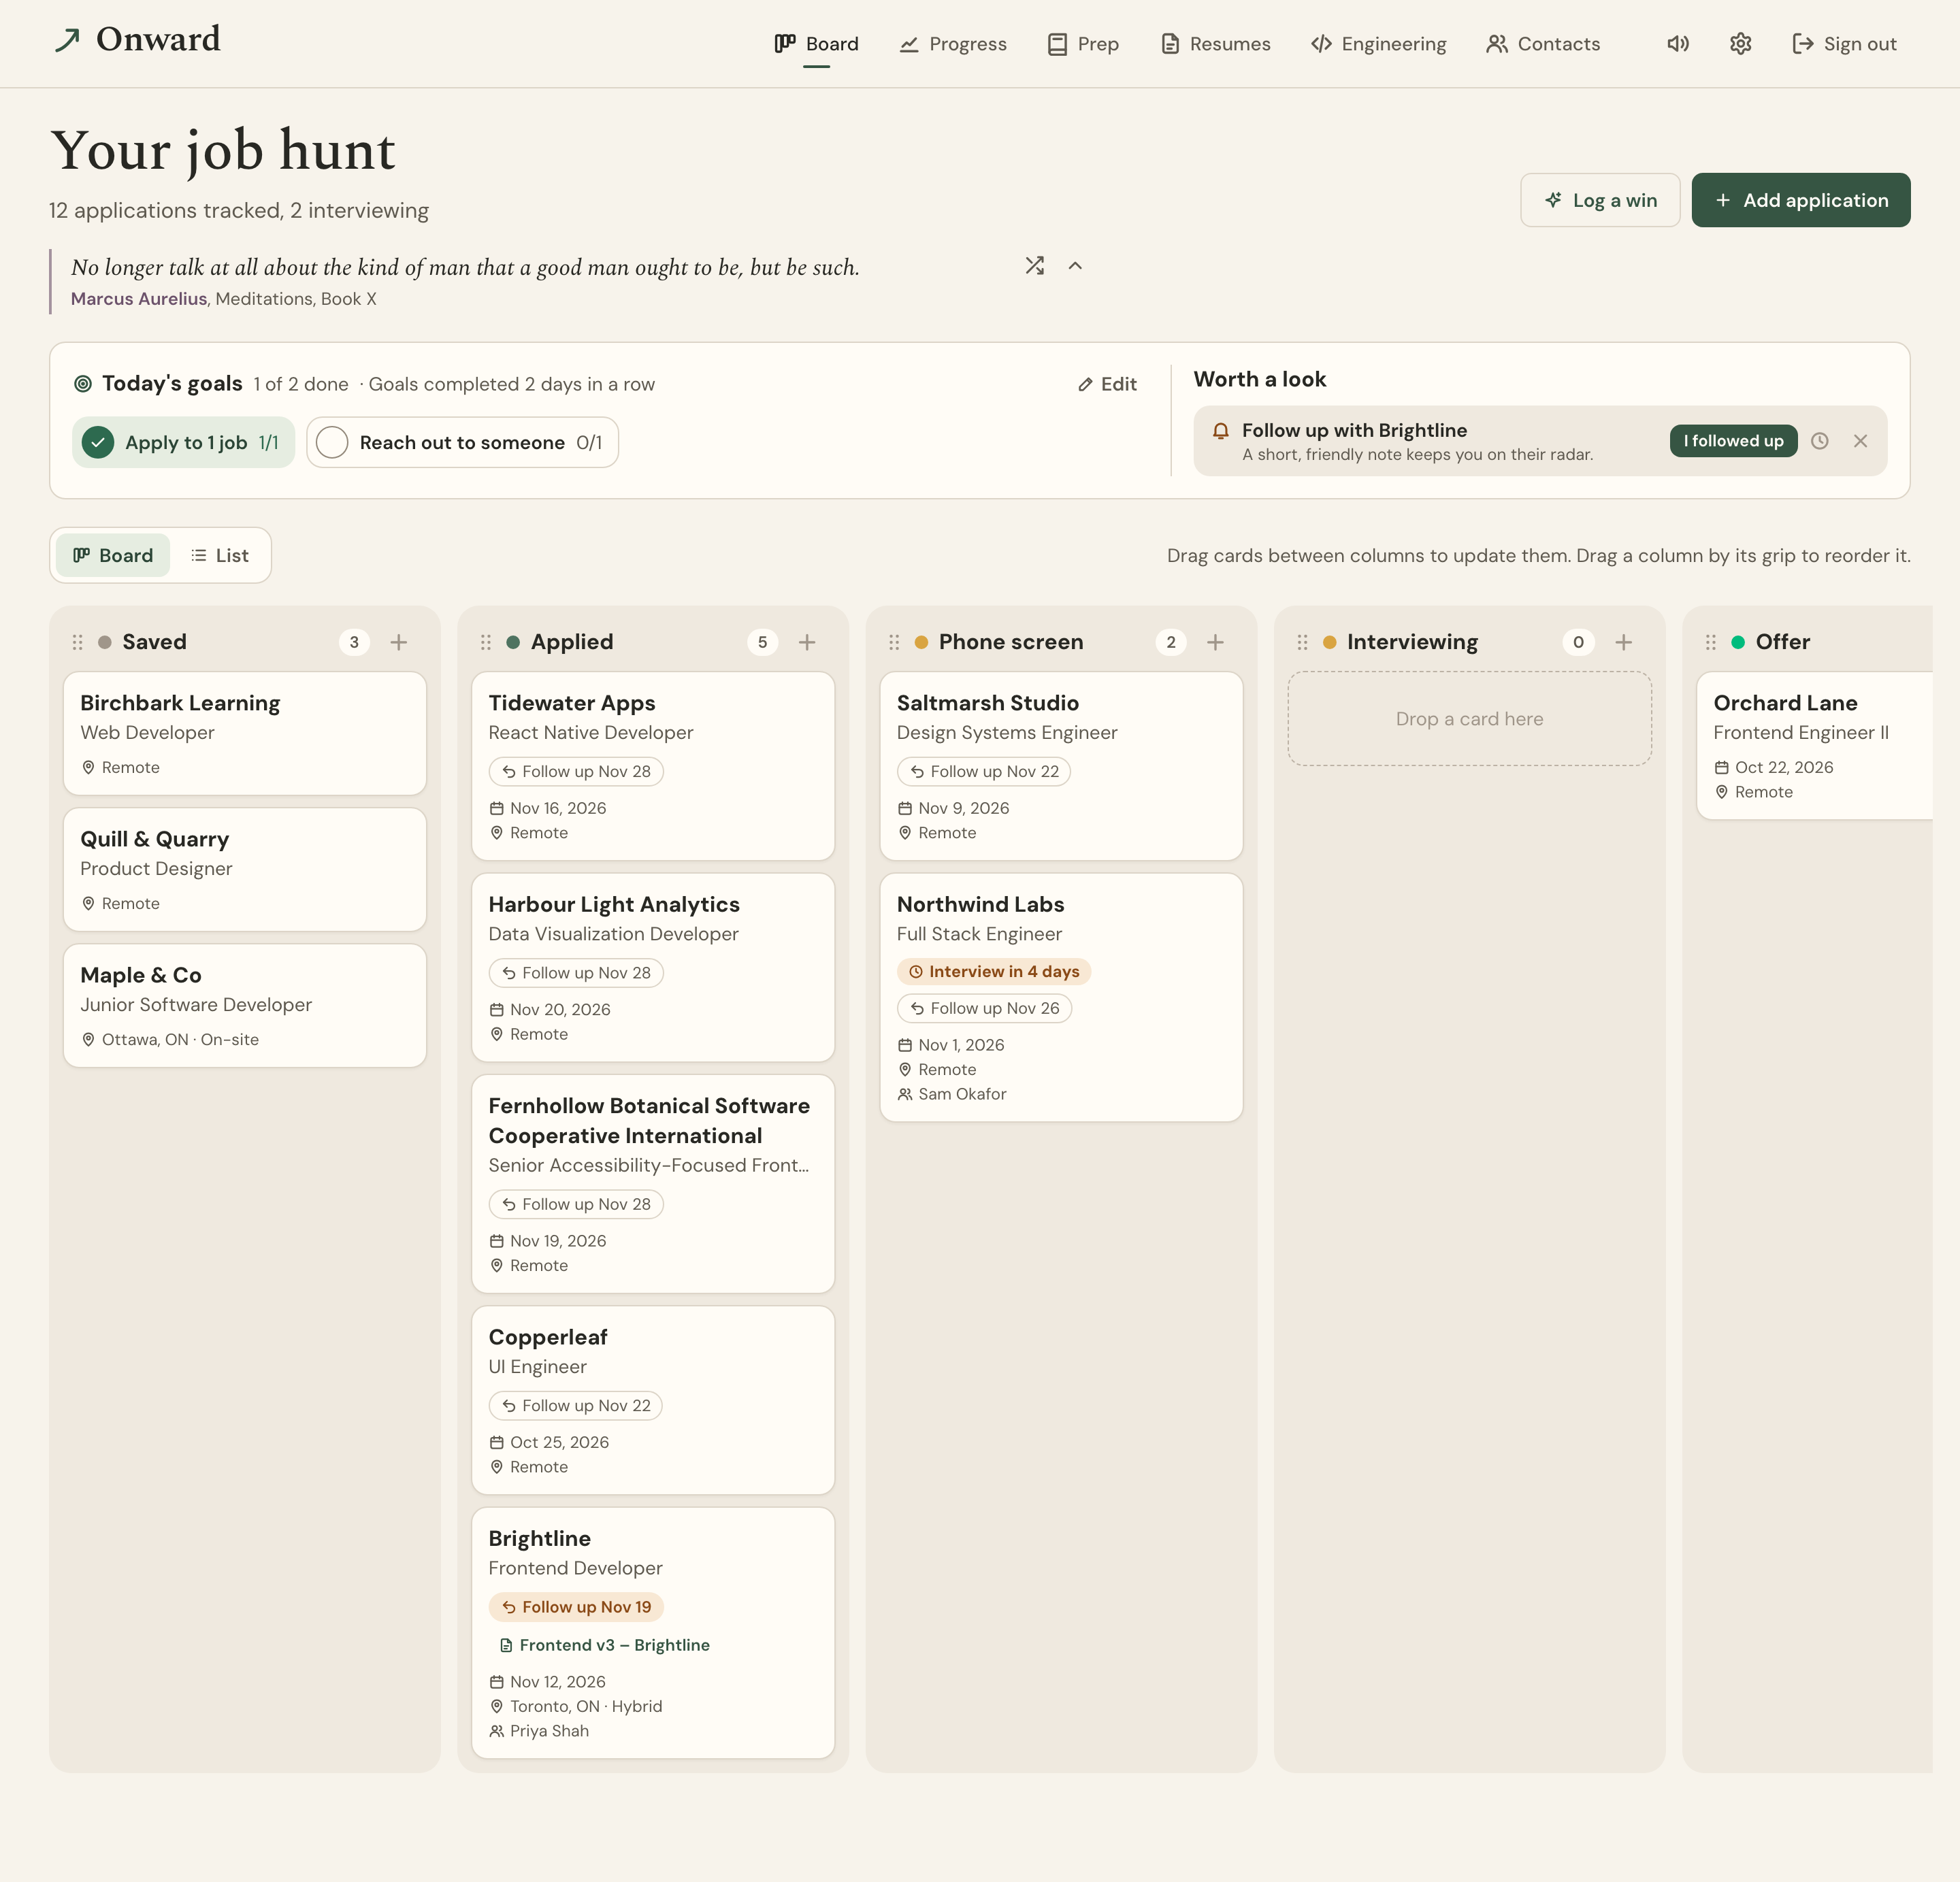 Onward
Board
Progress
Prep
Resumes
Engineering
Contacts
Sign out
Your job hunt
12 applications tracked, 2 interviewing
Log a win
Add application
No longer talk at all about the kind of man that a good man ought to be, but be such.
Marcus Aurelius, Meditations, Book X
Today's goals 1 of 2 done · Goals completed 2 days in a row
Edit
Apply to 1 job 1/1
Reach out to someone 0/1
Worth a look
Follow up with Brightline
A short, friendly note keeps you on their radar.
I followed up
Board
List
Drag cards between columns to update them. Drag a column by its grip to reorder it.
Saved 3
Birchbark Learning
Web Developer
Remote
Quill & Quarry
Product Designer
Remote
Maple & Co
Junior Software Developer
Ottawa, ON · On-site
Applied 5
Tidewater Apps
React Native Developer
Follow up Nov 28
Nov 16, 2026
Remote
Harbour Light Analytics
Data Visualization Developer
Follow up Nov 28
Nov 20, 2026
Remote
Fernhollow Botanical Software
Cooperative International
Senior Accessibility-Focused Front...
Follow up Nov 28
Nov 19, 2026
Remote
Copperleaf
UI Engineer
Follow up Nov 22
Oct 25, 2026
Remote
Brightline
Frontend Developer
Follow up Nov 19
Frontend v3 – Brightline
Nov 12, 2026
Toronto, ON · Hybrid
Priya Shah
Phone screen 2
Saltmarsh Studio
Design Systems Engineer
Follow up Nov 22
Nov 9, 2026
Remote
Northwind Labs
Full Stack Engineer
Interview in 4 days
Follow up Nov 26
Nov 1, 2026
Remote
Sam Okafor
Interviewing 0
Drop a card here
Offer
Orchard Lane
Frontend Engineer II
Oct 22, 2026
Remote